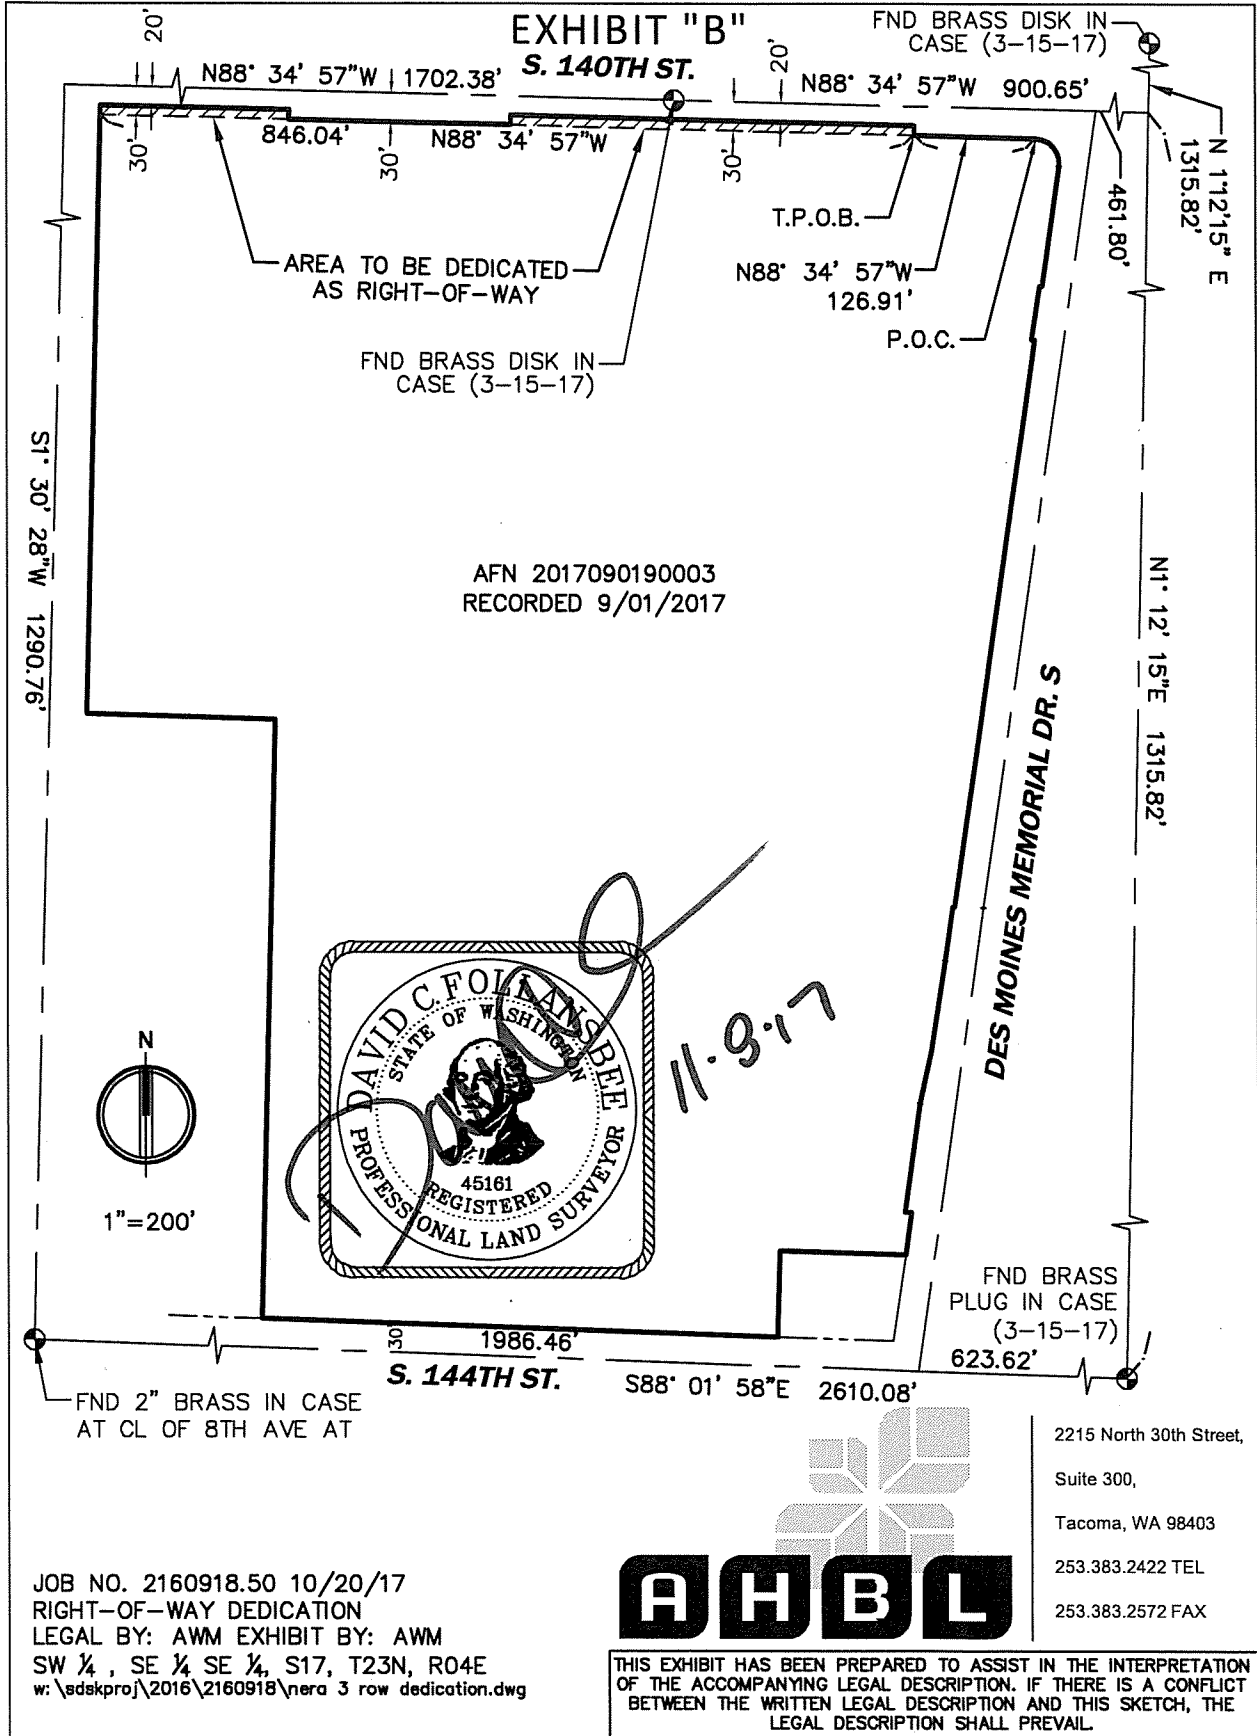 EXHIBIT "B"
S. 140TH ST.
FND BRASS DISK IN
CASE (3-15-17)
20'
N88° 34' 57"W 1702.38'
20'
N88° 34' 57"W 900.65'
846.04' N88° 34' 57"W
30'
30'
30'
N 1°12'15" E
1315.82'
461.80'
T.P.O.B.
N88° 34' 57"W
126.91'
P.O.C.
AREA TO BE DEDICATED
AS RIGHT-OF-WAY
FND BRASS DISK IN
CASE (3-15-17)
S1° 30' 28"W 1290.76'
AFN 20170901900​03
RECORDED 9/01/2017
N1° 12' 15"E 1315.82'
DES MOINES MEMORIAL DR. S
DAVID C. FOLLANSBEE
STATE OF WASHINGTON
45161
REGISTERED
PROFESSIONAL LAND SURVEYOR
N
1"=200'
FND BRASS
PLUG IN CASE
(3-15-17)
30'
1986.46'
623.62'
S. 144TH ST.
S88° 01' 58"E 2610.08'
FND 2" BRASS IN CASE
AT CL OF 8TH AVE AT
2215 North 30th Street,
Suite 300,
Tacoma, WA 98403
253.383.2422 TEL
253.383.2572 FAX
AHBL
JOB NO. 2160918.50 10/20/17
RIGHT-OF-WAY DEDICATION
LEGAL BY: AWM EXHIBIT BY: AWM
SW ¼ , SE ¼ SE ¼, S17, T23N, R04E
w:\sdskproj\2016\2160918\nera 3 row dedication.dwg
THIS EXHIBIT HAS BEEN PREPARED TO ASSIST IN THE INTERPRETATION
OF THE ACCOMPANYING LEGAL DESCRIPTION. IF THERE IS A CONFLICT
BETWEEN THE WRITTEN LEGAL DESCRIPTION AND THIS SKETCH, THE
LEGAL DESCRIPTION SHALL PREVAIL.